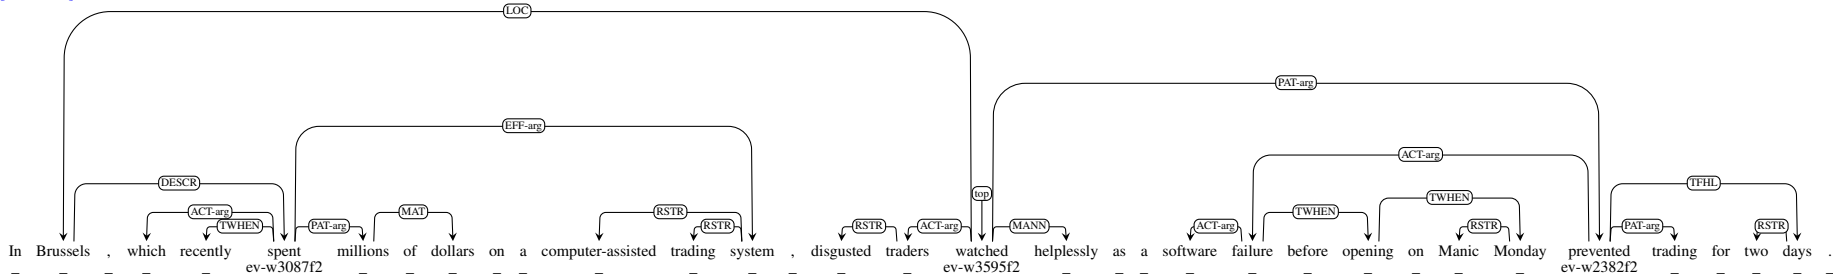 LOC
PAT-arg
EFF-arg
ACT-arg
DESCR TFHL
top TWHEN
ACT-arg MAT RSTR TWHEN
TWHEN PAT-arg RSTR RSTR ACT-arg MANN ACT-arg RSTR PAT-arg RSTR
In Brussels , which recently spent millions of dollars on a computer-assisted trading system , disgusted traders watched helplessly as a software failure before opening on Manic Monday prevented trading for two days .
_ _ _ _ _ ev-w3087f2 _ _ _ _ _ _ _ _ _ _ _ ev-w3595f2 _ _ _ _ _ _ _ _ _ _ ev-w2382f2 _ _ _ _ _